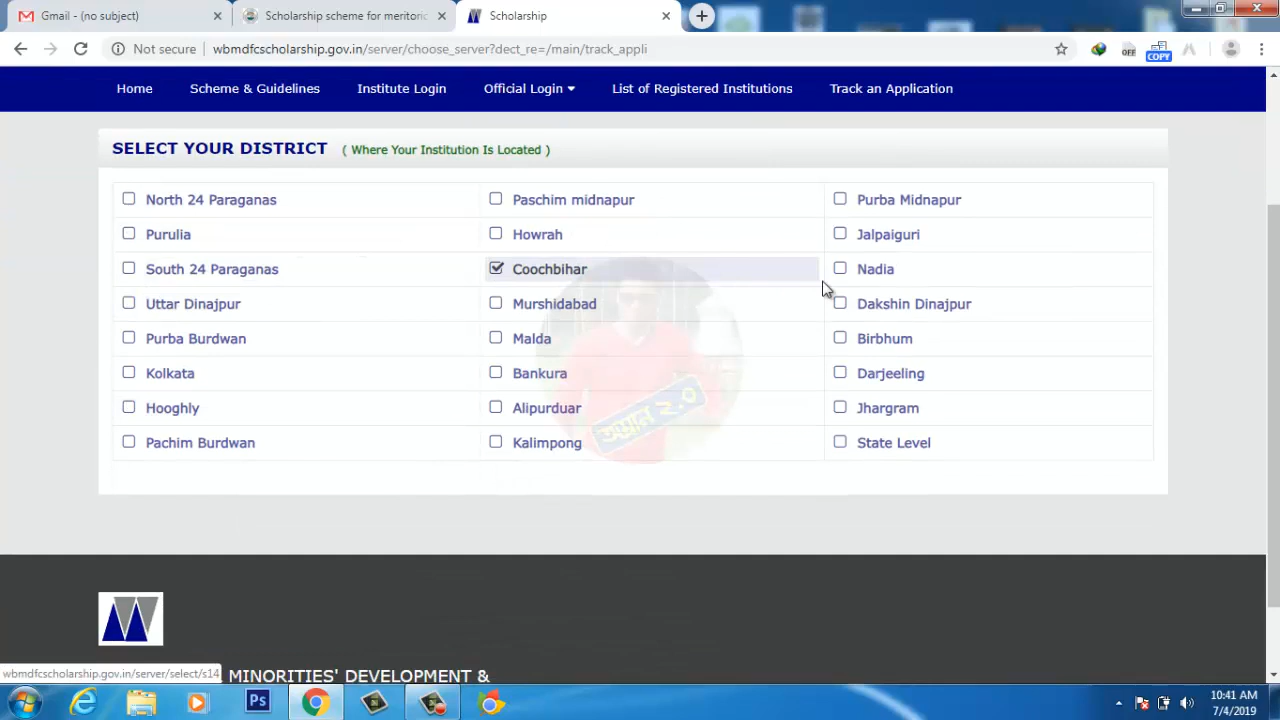 Gmail - (no subject)
Scholarship scheme for meritoric
Scholarship
Not secure
wbmdfcscholarship.gov.in/server/choose_server?dect_re=/main/track_appli
OFF
COPY
Home
Scheme & Guidelines
Institute Login
Official Login
List of Registered Institutions
Track an Application
SELECT YOUR DISTRICT ( Where Your Institution Is Located )
North 24 Paraganas
Paschim midnapur
Purba Midnapur
Purulia
Howrah
Jalpaiguri
South 24 Paraganas
Coochbihar
Nadia
Uttar Dinajpur
Murshidabad
Dakshin Dinajpur
Purba Burdwan
Malda
Birbhum
Kolkata
Bankura
Darjeeling
Hooghly
Alipurduar
Jhargram
Pachim Burdwan
Kalimpong
State Level
wbmdfcscholarship.gov.in/server/select/s14
MINORITIES' DEVELOPMENT &
Ps
10:41 AM
7/4/2019